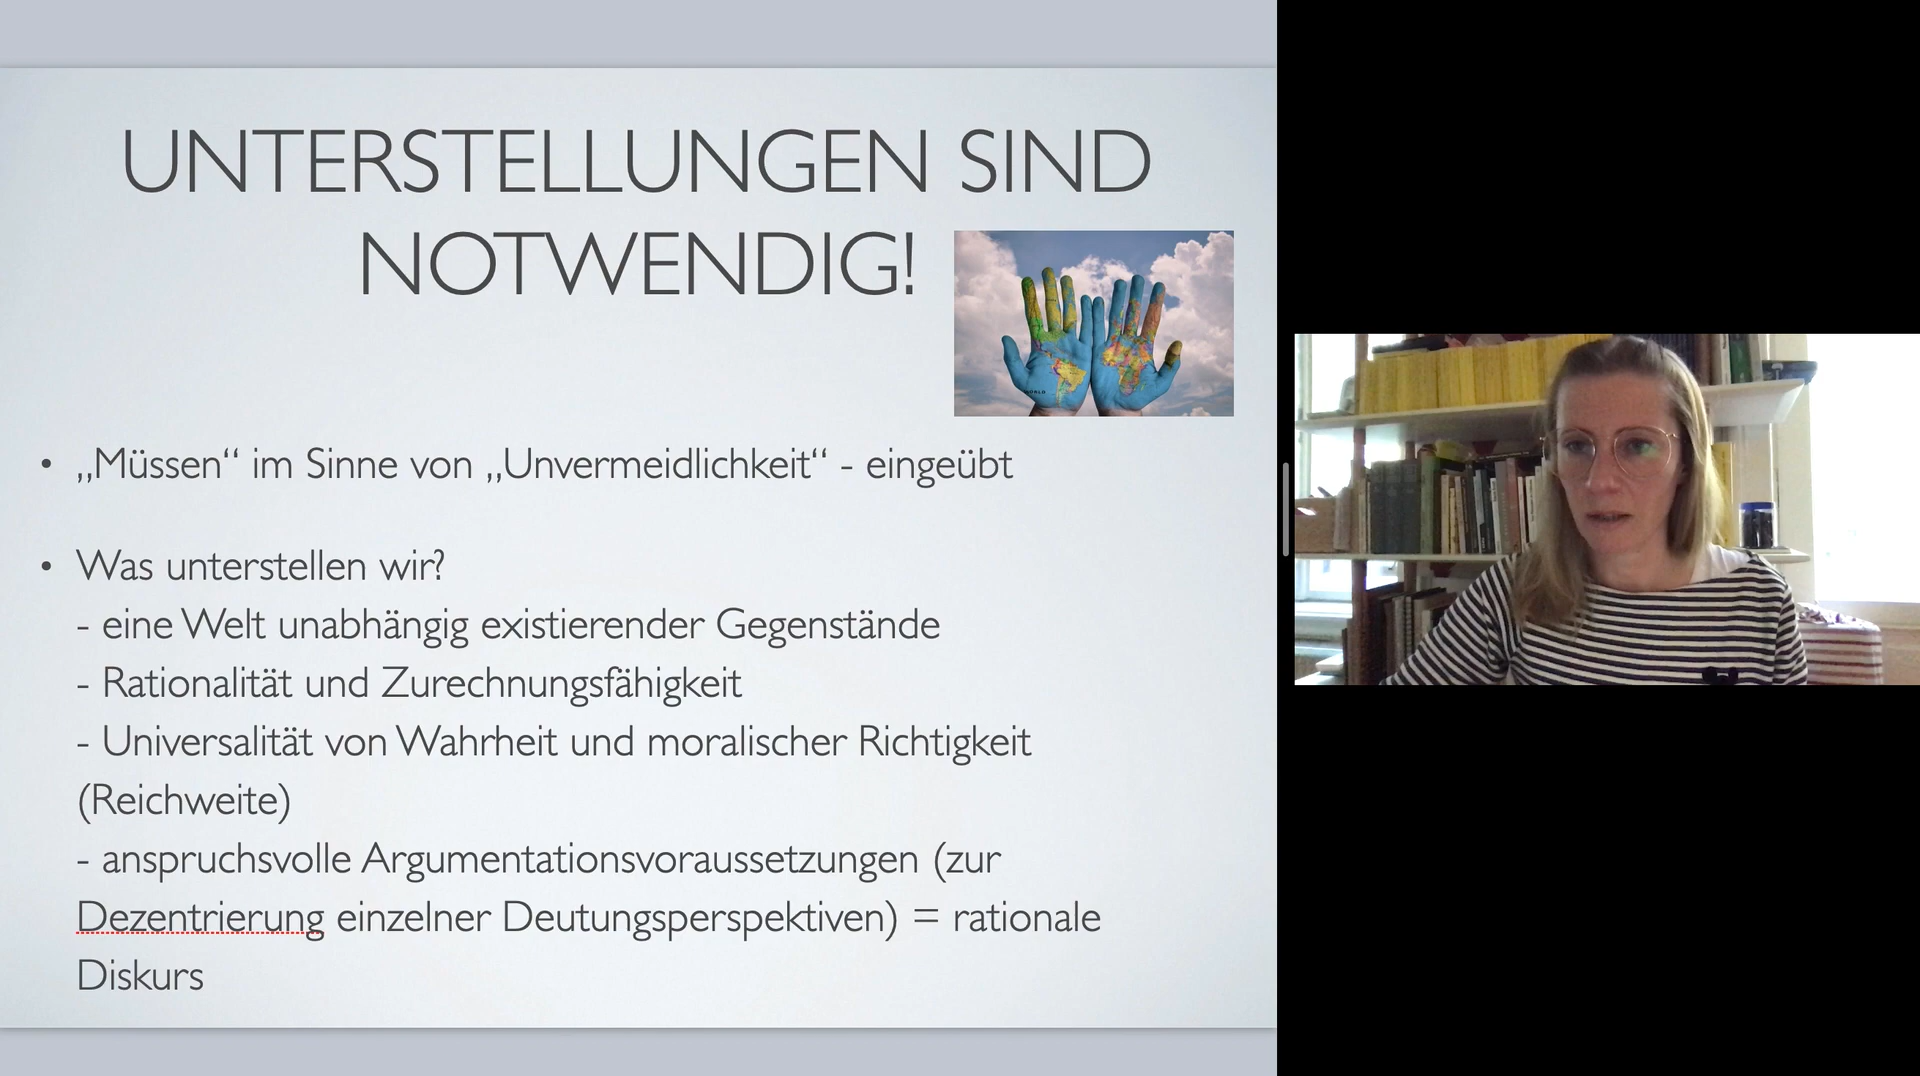 UNTERSTELLUNGEN SIND
NOTWENDIG!
• „Müssen“ im Sinne von „Unvermeidlichkeit“ - eingeübt
• Was unterstellen wir?
- eine Welt unabhängig existierender Gegenstände
- Rationalität und Zurechnungsfähigkeit
- Universalität von Wahrheit und moralischer Richtigkeit
(Reichweite)
- anspruchsvolle Argumentationsvoraussetzungen (zur
Dezentrierung einzelner Deutungsperspektiven) = rationale
Diskurs